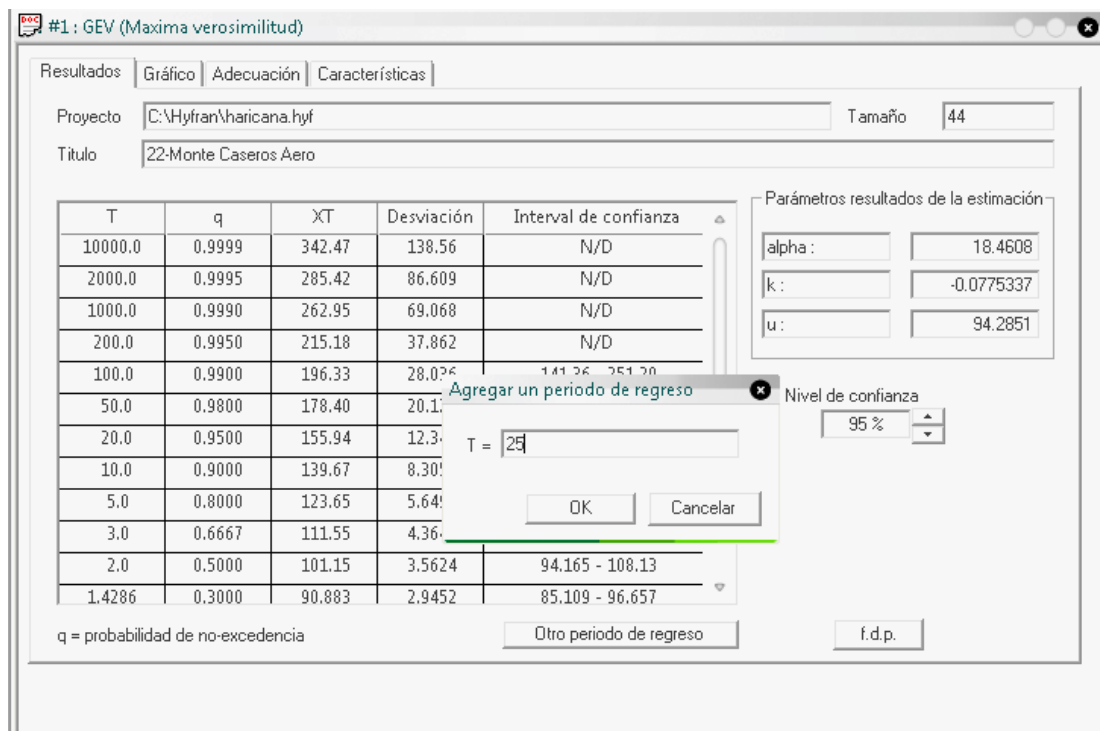 #1 : GEV (Maxima verosimilitud)
Resultados Gráfico Adecuación Características
Proyecto C:\Hyfran\haricana.hyf Tamaño 44
Titulo 22-Monte Caseros Aero
T q XT Desviación Interval de confianza
10000.0 0.9999 342.47 138.56 N/D
2000.0 0.9995 285.42 86.609 N/D
1000.0 0.9990 262.95 69.068 N/D
200.0 0.9950 215.18 37.862 N/D
100.0 0.9900 196.33 28.036 141.36 - 251.30
50.0 0.9800 178.40
20.0 0.9500 155.94
10.0 0.9000 139.67
5.0 0.8000 123.65
3.0 0.6667 111.55
2.0 0.5000 101.15 3.5624 94.165 - 108.13
1.4286 0.3000 90.883 2.9452 85.109 - 96.657
q = probabilidad de no-excedencia
Otro periodo de regreso
f.d.p.
Parámetros resultados de la estimación
alpha : 18.4608
k : -0.0775337
u : 94.2851
Nivel de confianza
95 %
Agregar un periodo de regreso
T = 25
OK Cancelar